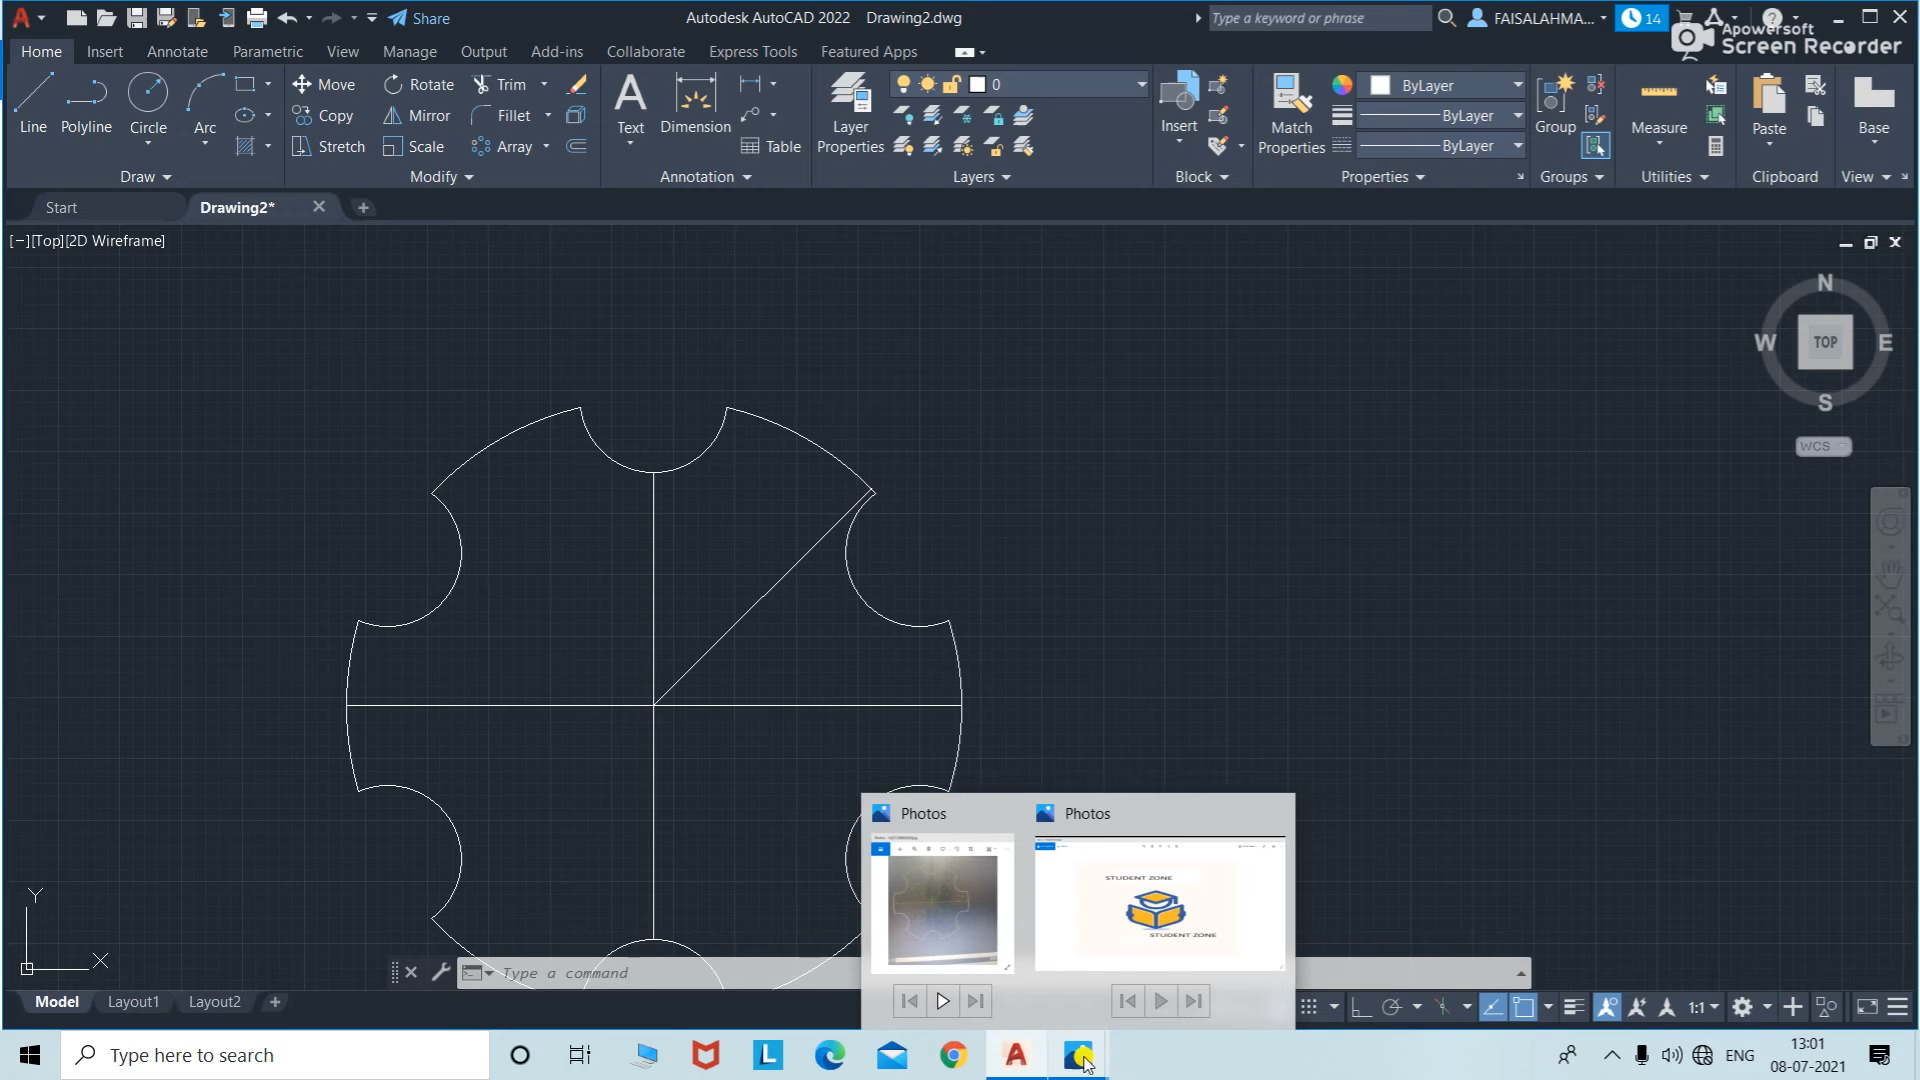 Share
Autodesk AutoCAD 2022 Drawing2.dwg
Type a keyword or phrase
FAISALAHMA...
14
Apowersoft
Screen Recorder
Home Insert Annotate Parametric View Manage Output Add-ins Collaborate Express Tools Featured Apps
Line Polyline Circle Arc
Move Rotate Trim
Copy Mirror Fillet
Stretch Scale Array
Text Dimension Table
Layer Properties
0
Insert
Match Properties
ByLayer
ByLayer
ByLayer
Group
Measure
Paste
Base
Draw Modify Annotation Layers Block Properties Groups Utilities Clipboard View
Start Drawing2*
[−][Top][2D Wireframe]
N
W TOP E
S
WCS
Y
X
Photos
Photos
STUDENT ZONE
STUDENT ZONE
Type a command
Model Layout1 Layout2
1:1
Type here to search
ENG
13:01
08-07-2021